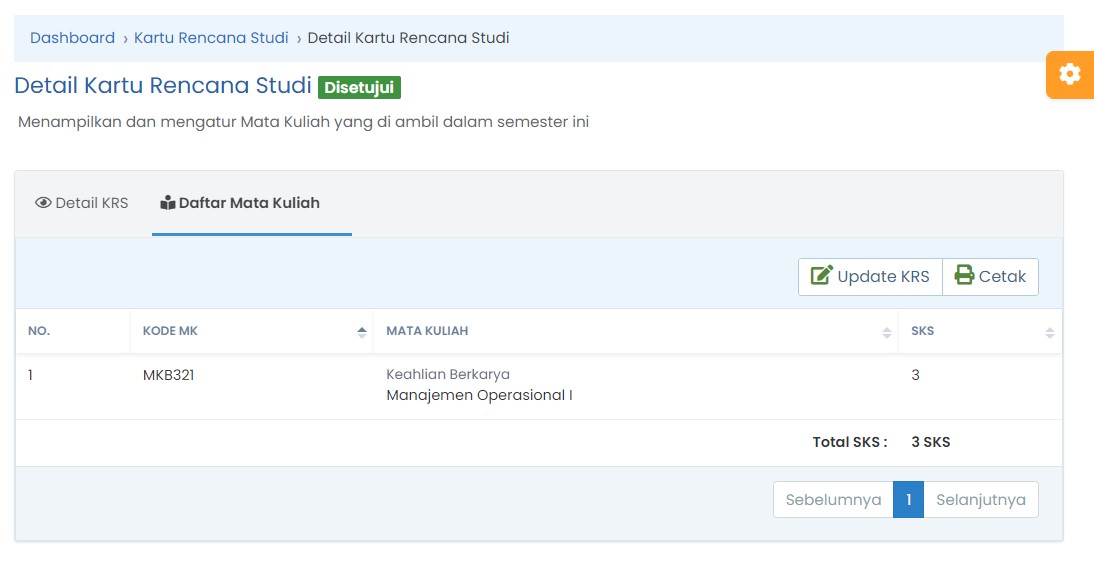 Dashboard › Kartu Rencana Studi › Detail Kartu Rencana Studi
Detail Kartu Rencana Studi Disetujui
Menampilkan dan mengatur Mata Kuliah yang di ambil dalam semester ini
Detail KRS Daftar Mata Kuliah
Update KRS Cetak
NO. KODE MK MATA KULIAH SKS
1 MKB321 Keahlian Berkarya 3
Manajemen Operasional I
Total SKS : 3 SKS
Sebelumnya 1 Selanjutnya